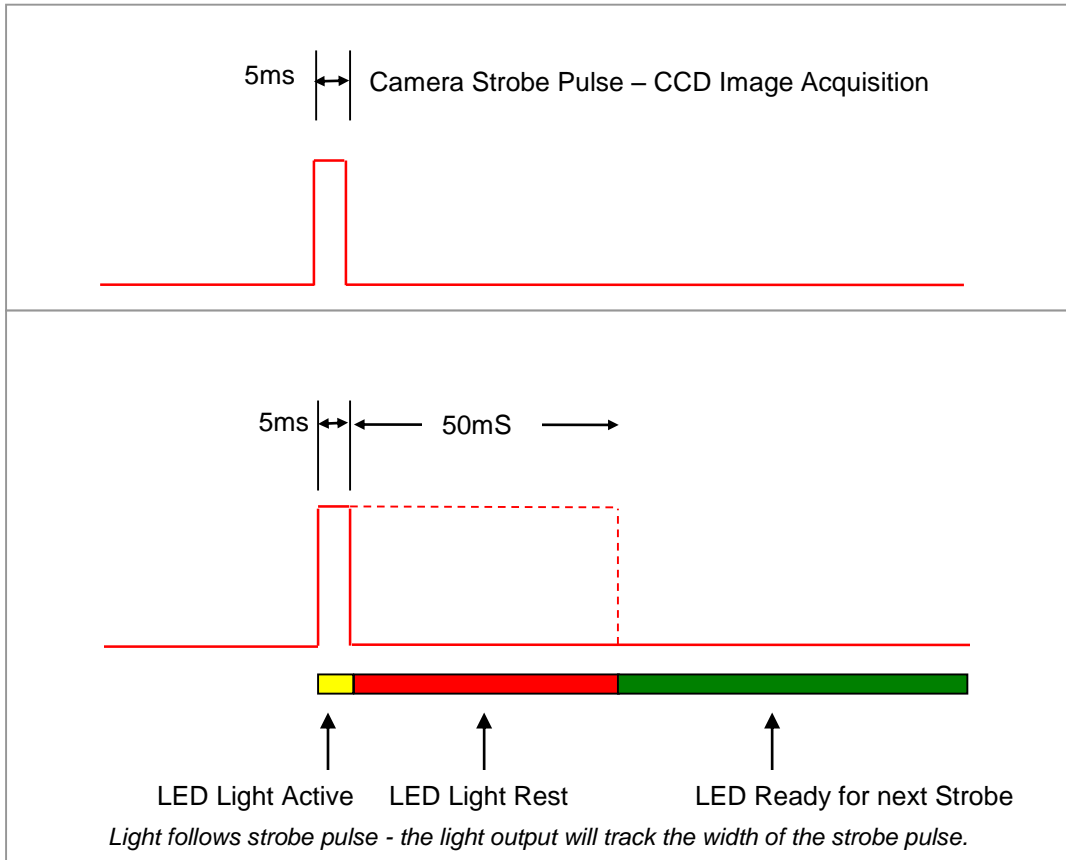 5ms
Camera Strobe Pulse – CCD Image Acquisition
5ms
50mS
LED Light Active
LED Light Rest
LED Ready for next Strobe
Light follows strobe pulse - the light output will track the width of the strobe pulse.